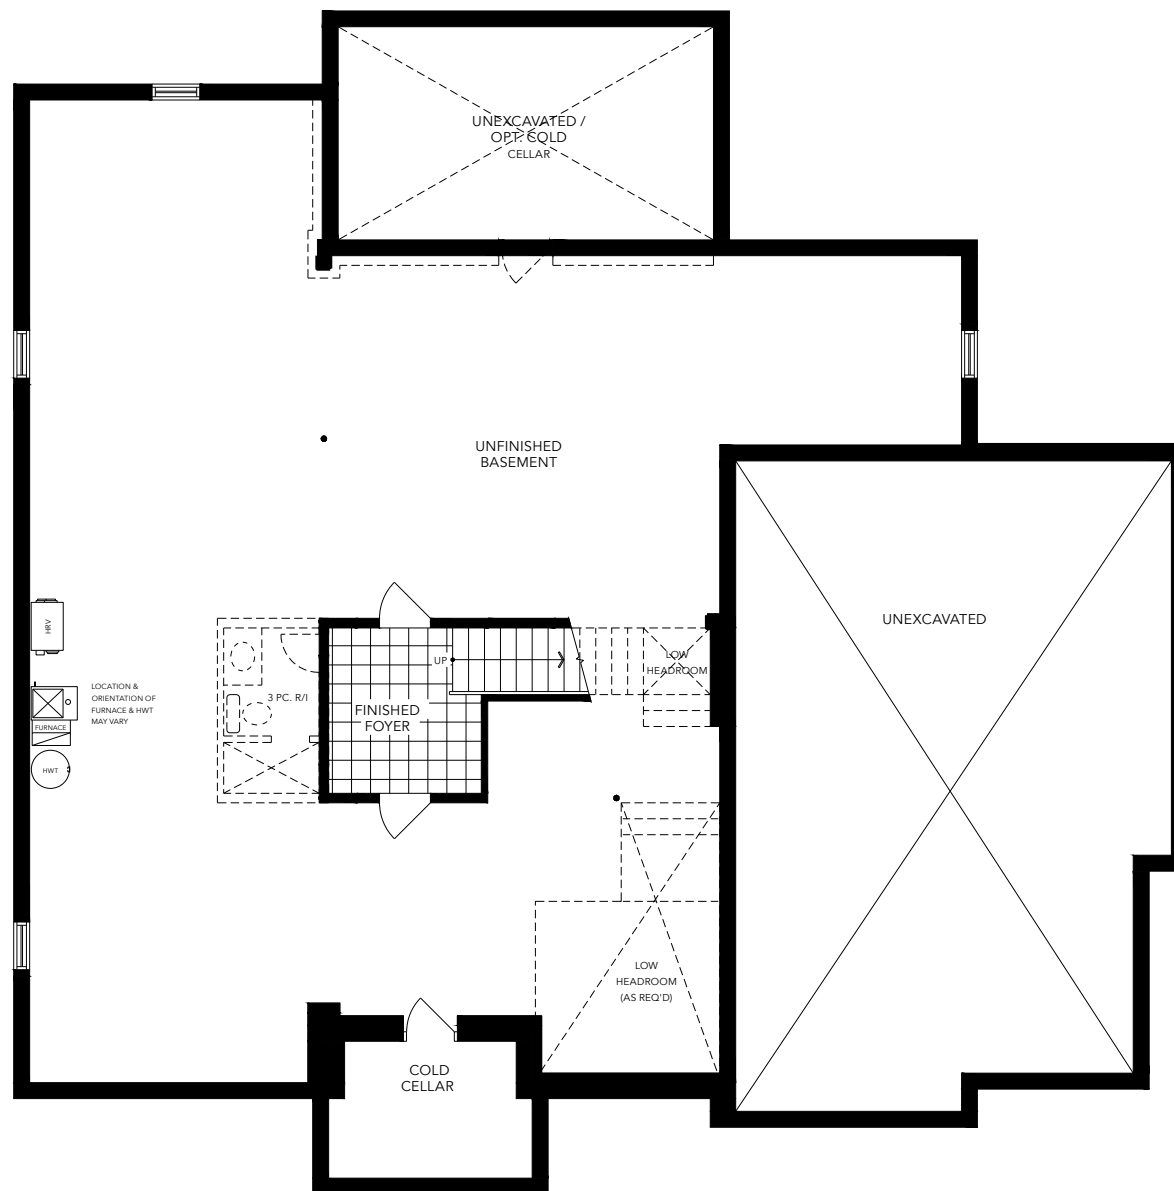 UNEXCAVATED /
OPT. COLD
CELLAR
UNFINISHED
BASEMENT
UNEXCAVATED
HRV
UP
LOW
HEADROOM
LOCATION &
ORIENTATION OF
FURNACE & HWT
MAY VARY
3 PC. R/I
FINISHED
FOYER
FURNACE
HWT
LOW
HEADROOM
(AS REQ'D)
COLD
CELLAR